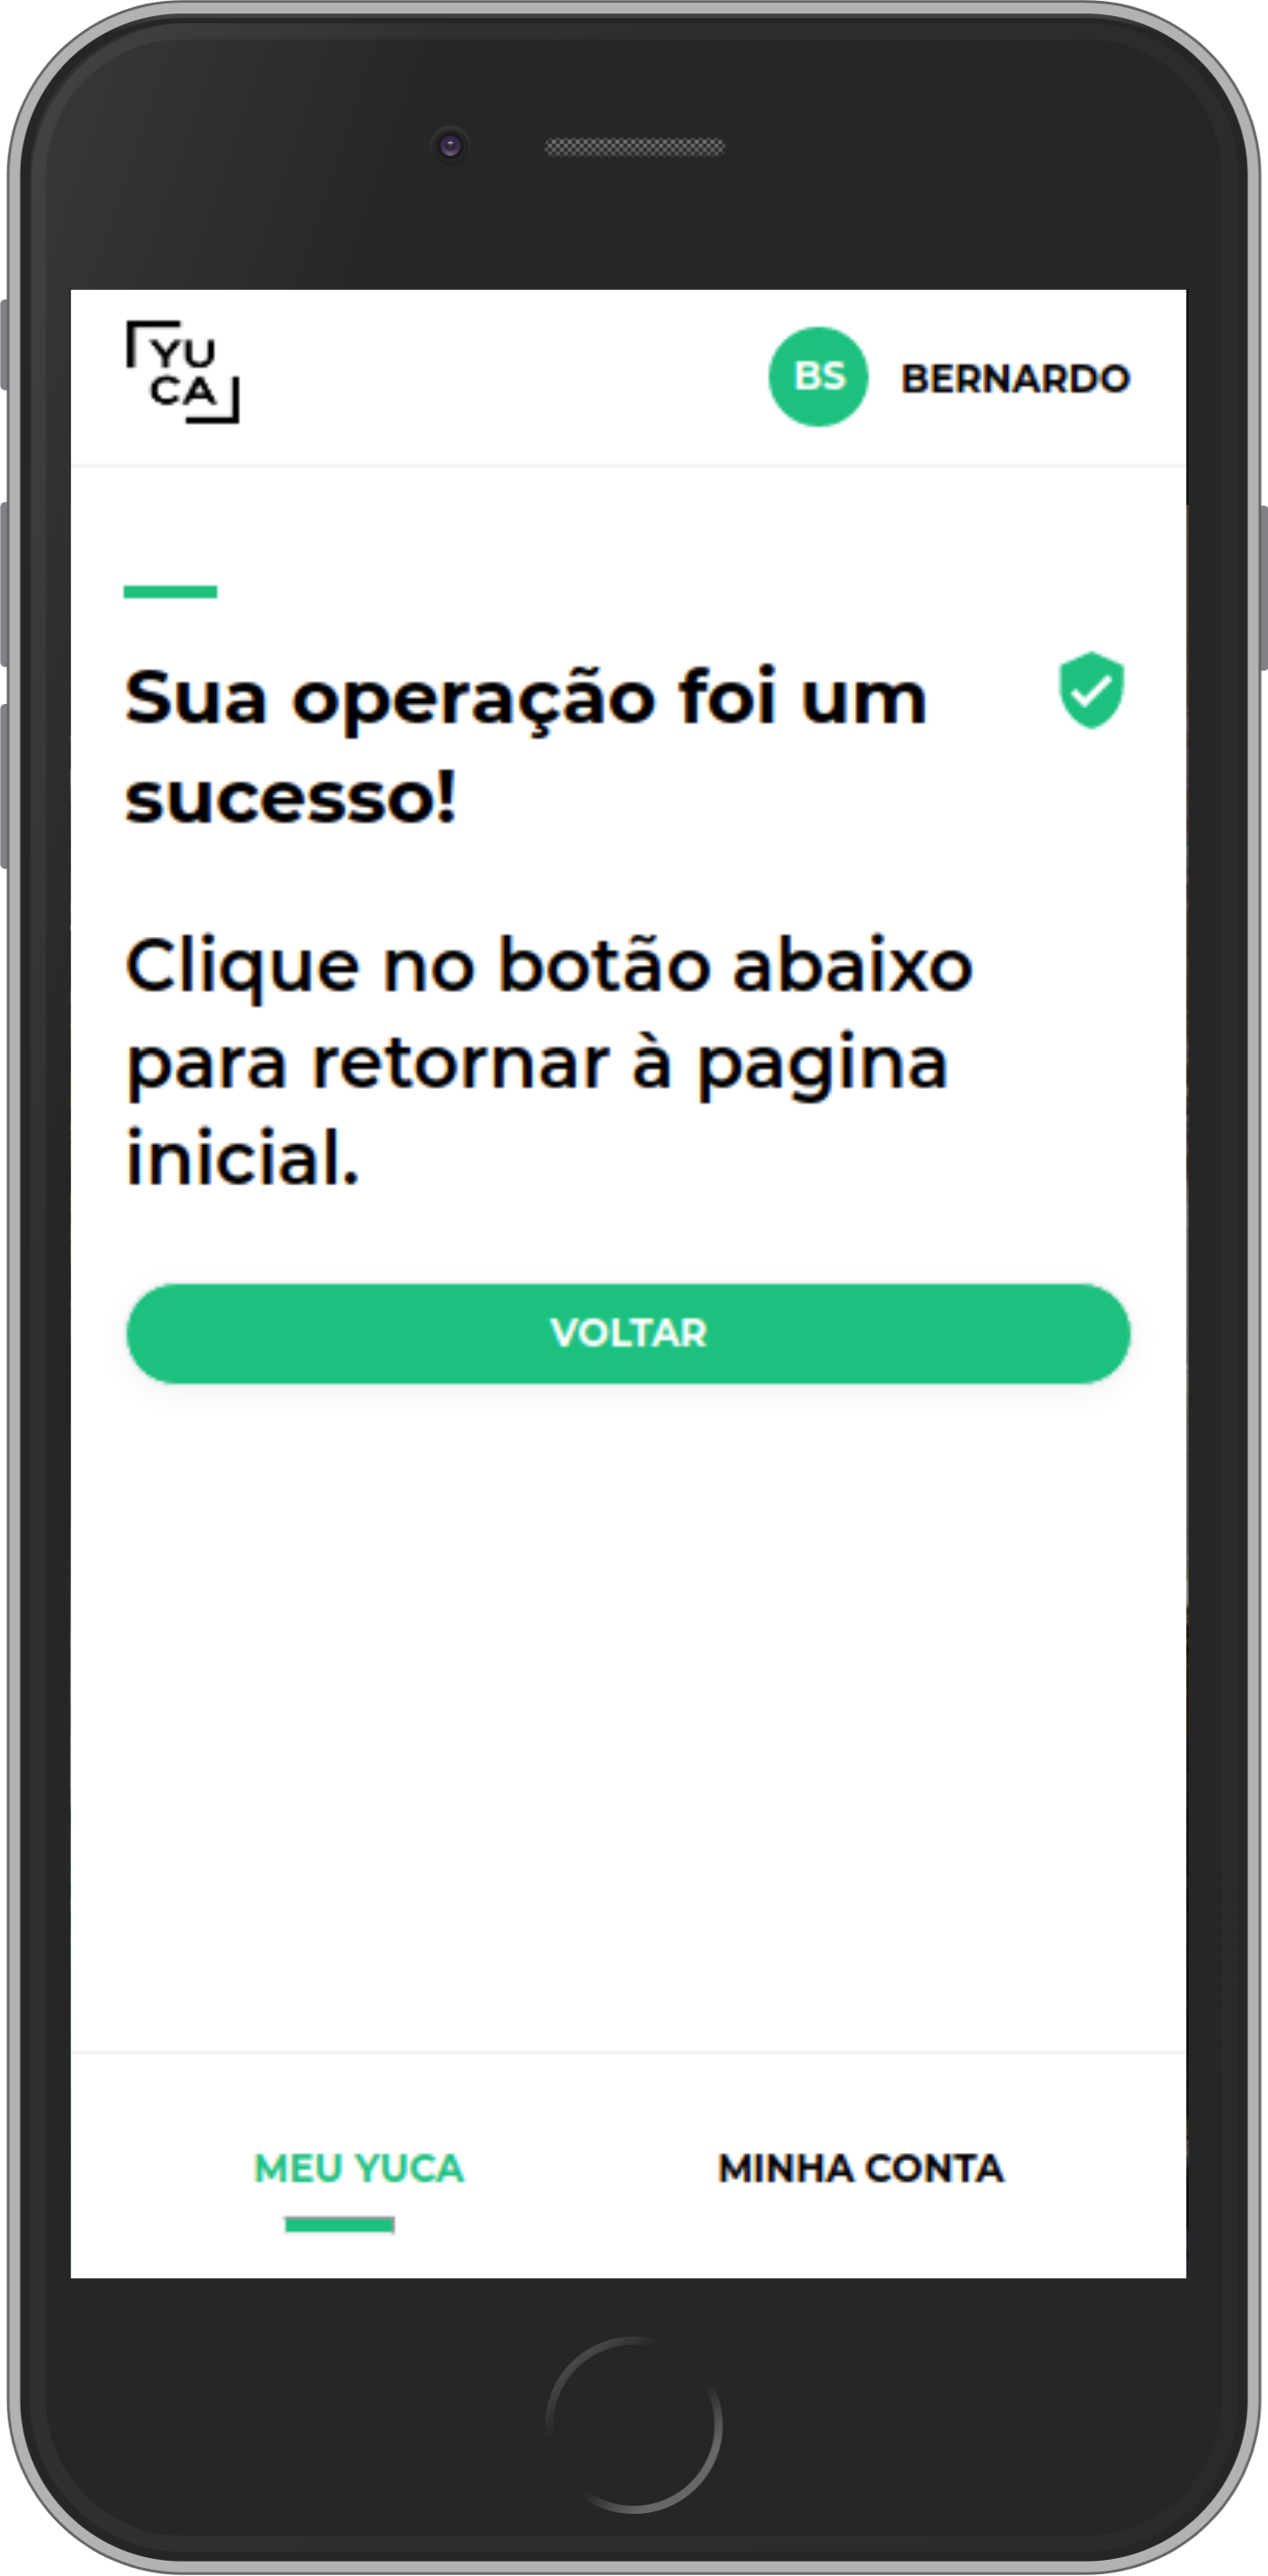 YU
CA
BS
BERNARDO
Sua operação foi um
sucesso!
Clique no botão abaixo
para retornar à pagina
inicial.
VOLTAR
MEU YUCA
MINHA CONTA